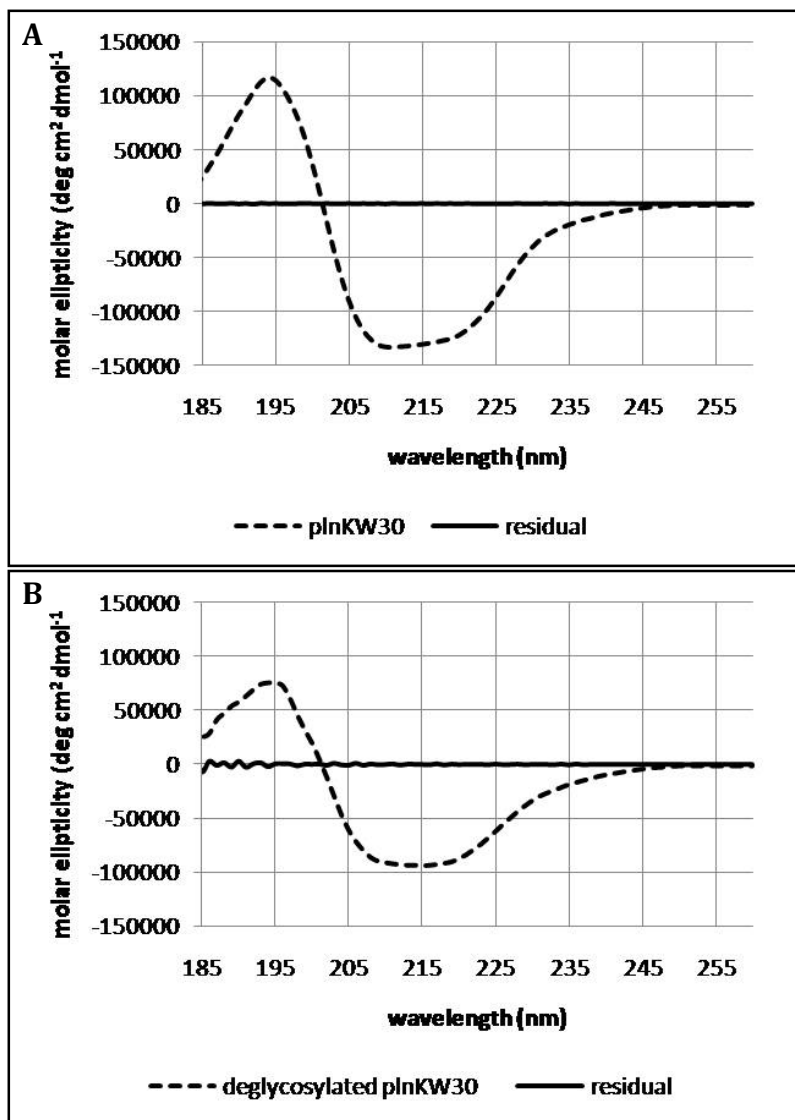 A
molar elipticity (deg cm² dmol⁻¹
150000
100000
50000
0
-50000
-100000
-150000
185 195 205 215 225 235 245 255
wavelength (nm)
plnKW30 residual
B
molar elipticity (deg cm² dmol⁻¹
150000
100000
50000
0
-50000
-100000
-150000
185 195 205 215 225 235 245 255
wavelength (nm)
deglycosylated plnKW30 residual